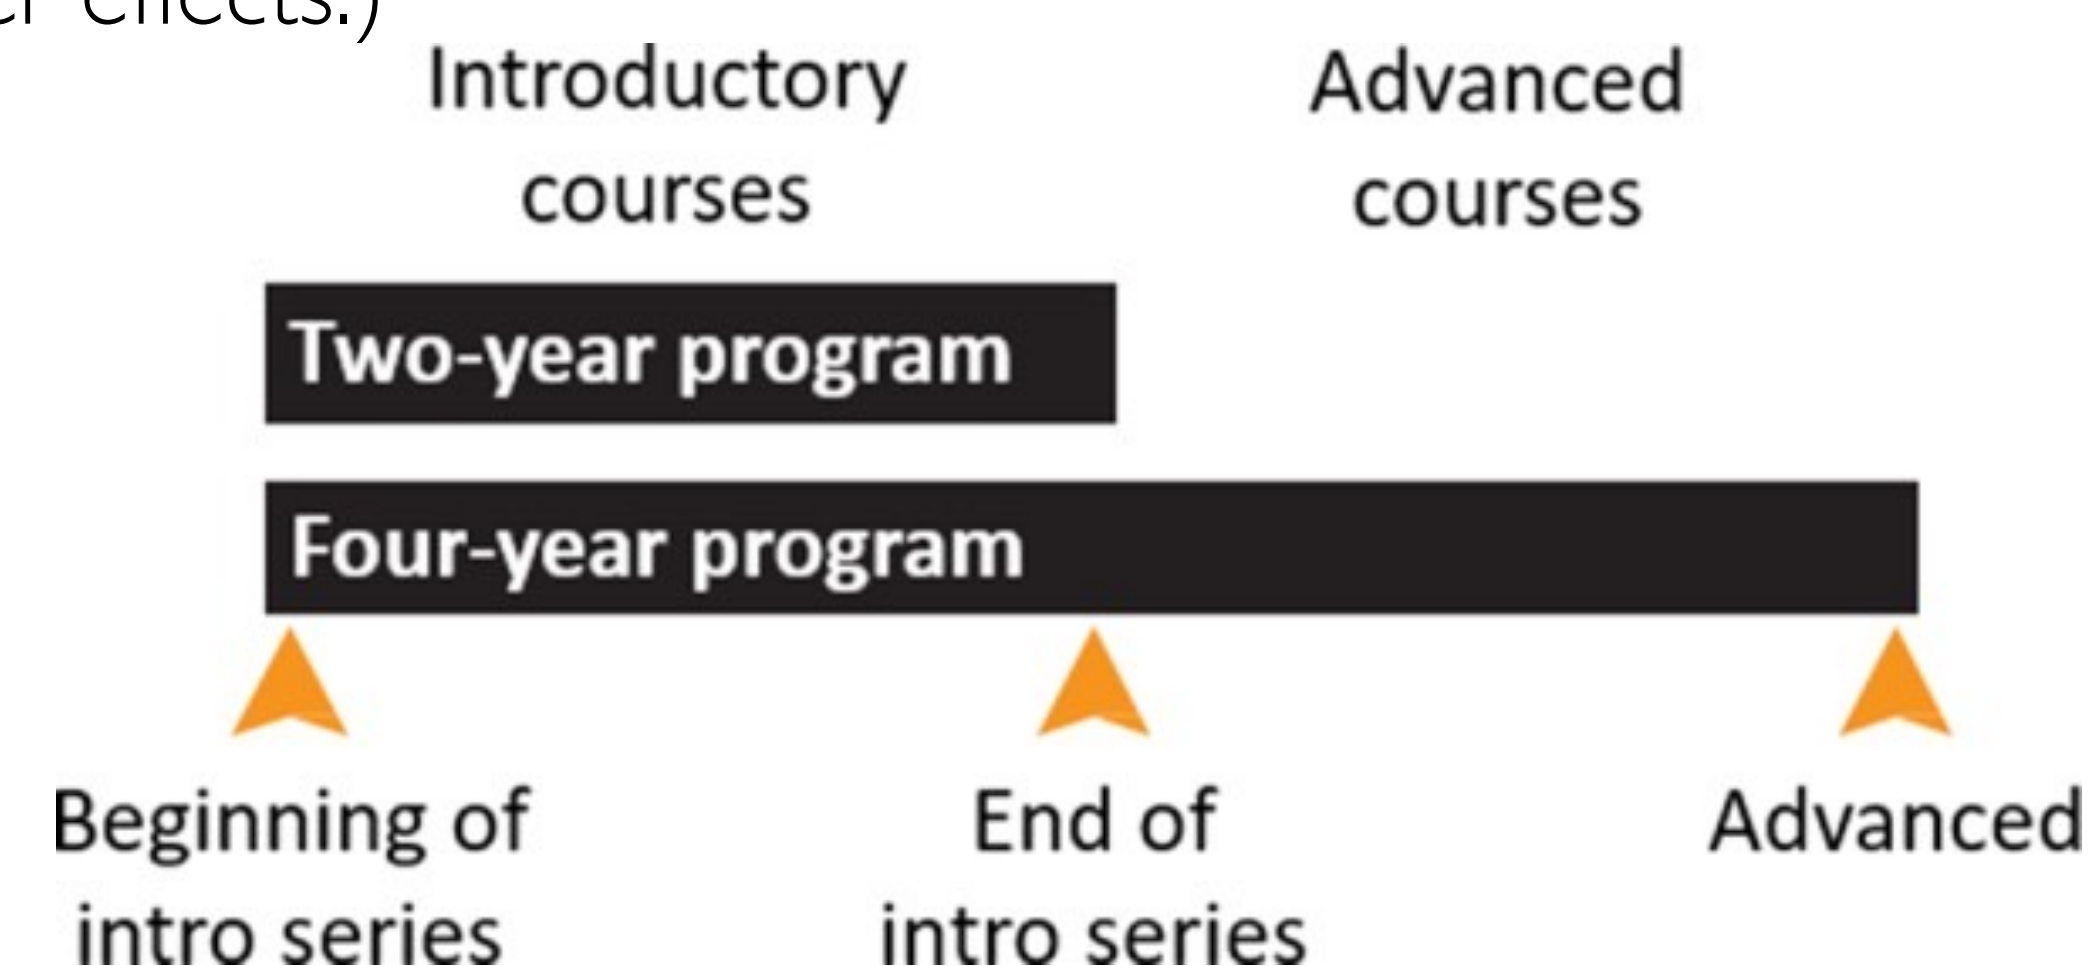 effects.)
Introductory
courses
Advanced
courses
Two-year program
Four-year program
Beginning of
intro series
End of
intro series
Advanced